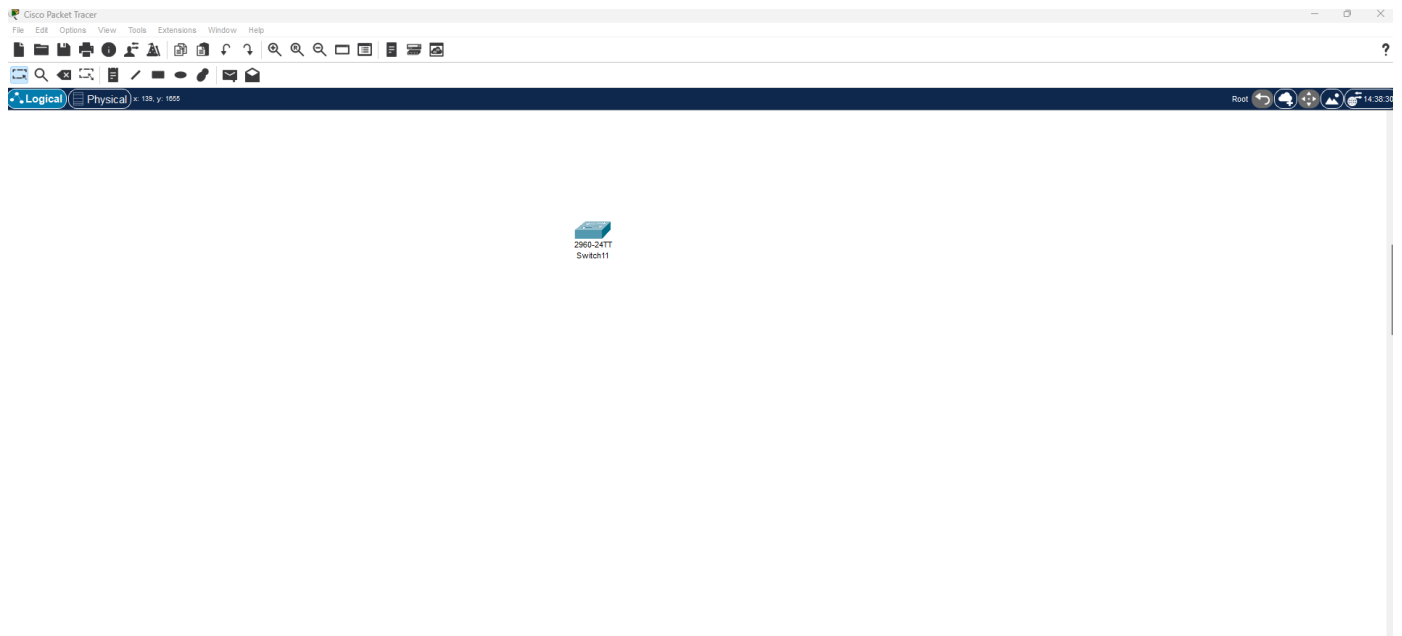 Cisco Packet Tracer
File Edit Options View Tools Extensions Window Help
?
Logical Physical x: 139, y: 1655 Root 14:38:30
2960-24TT
Switch11